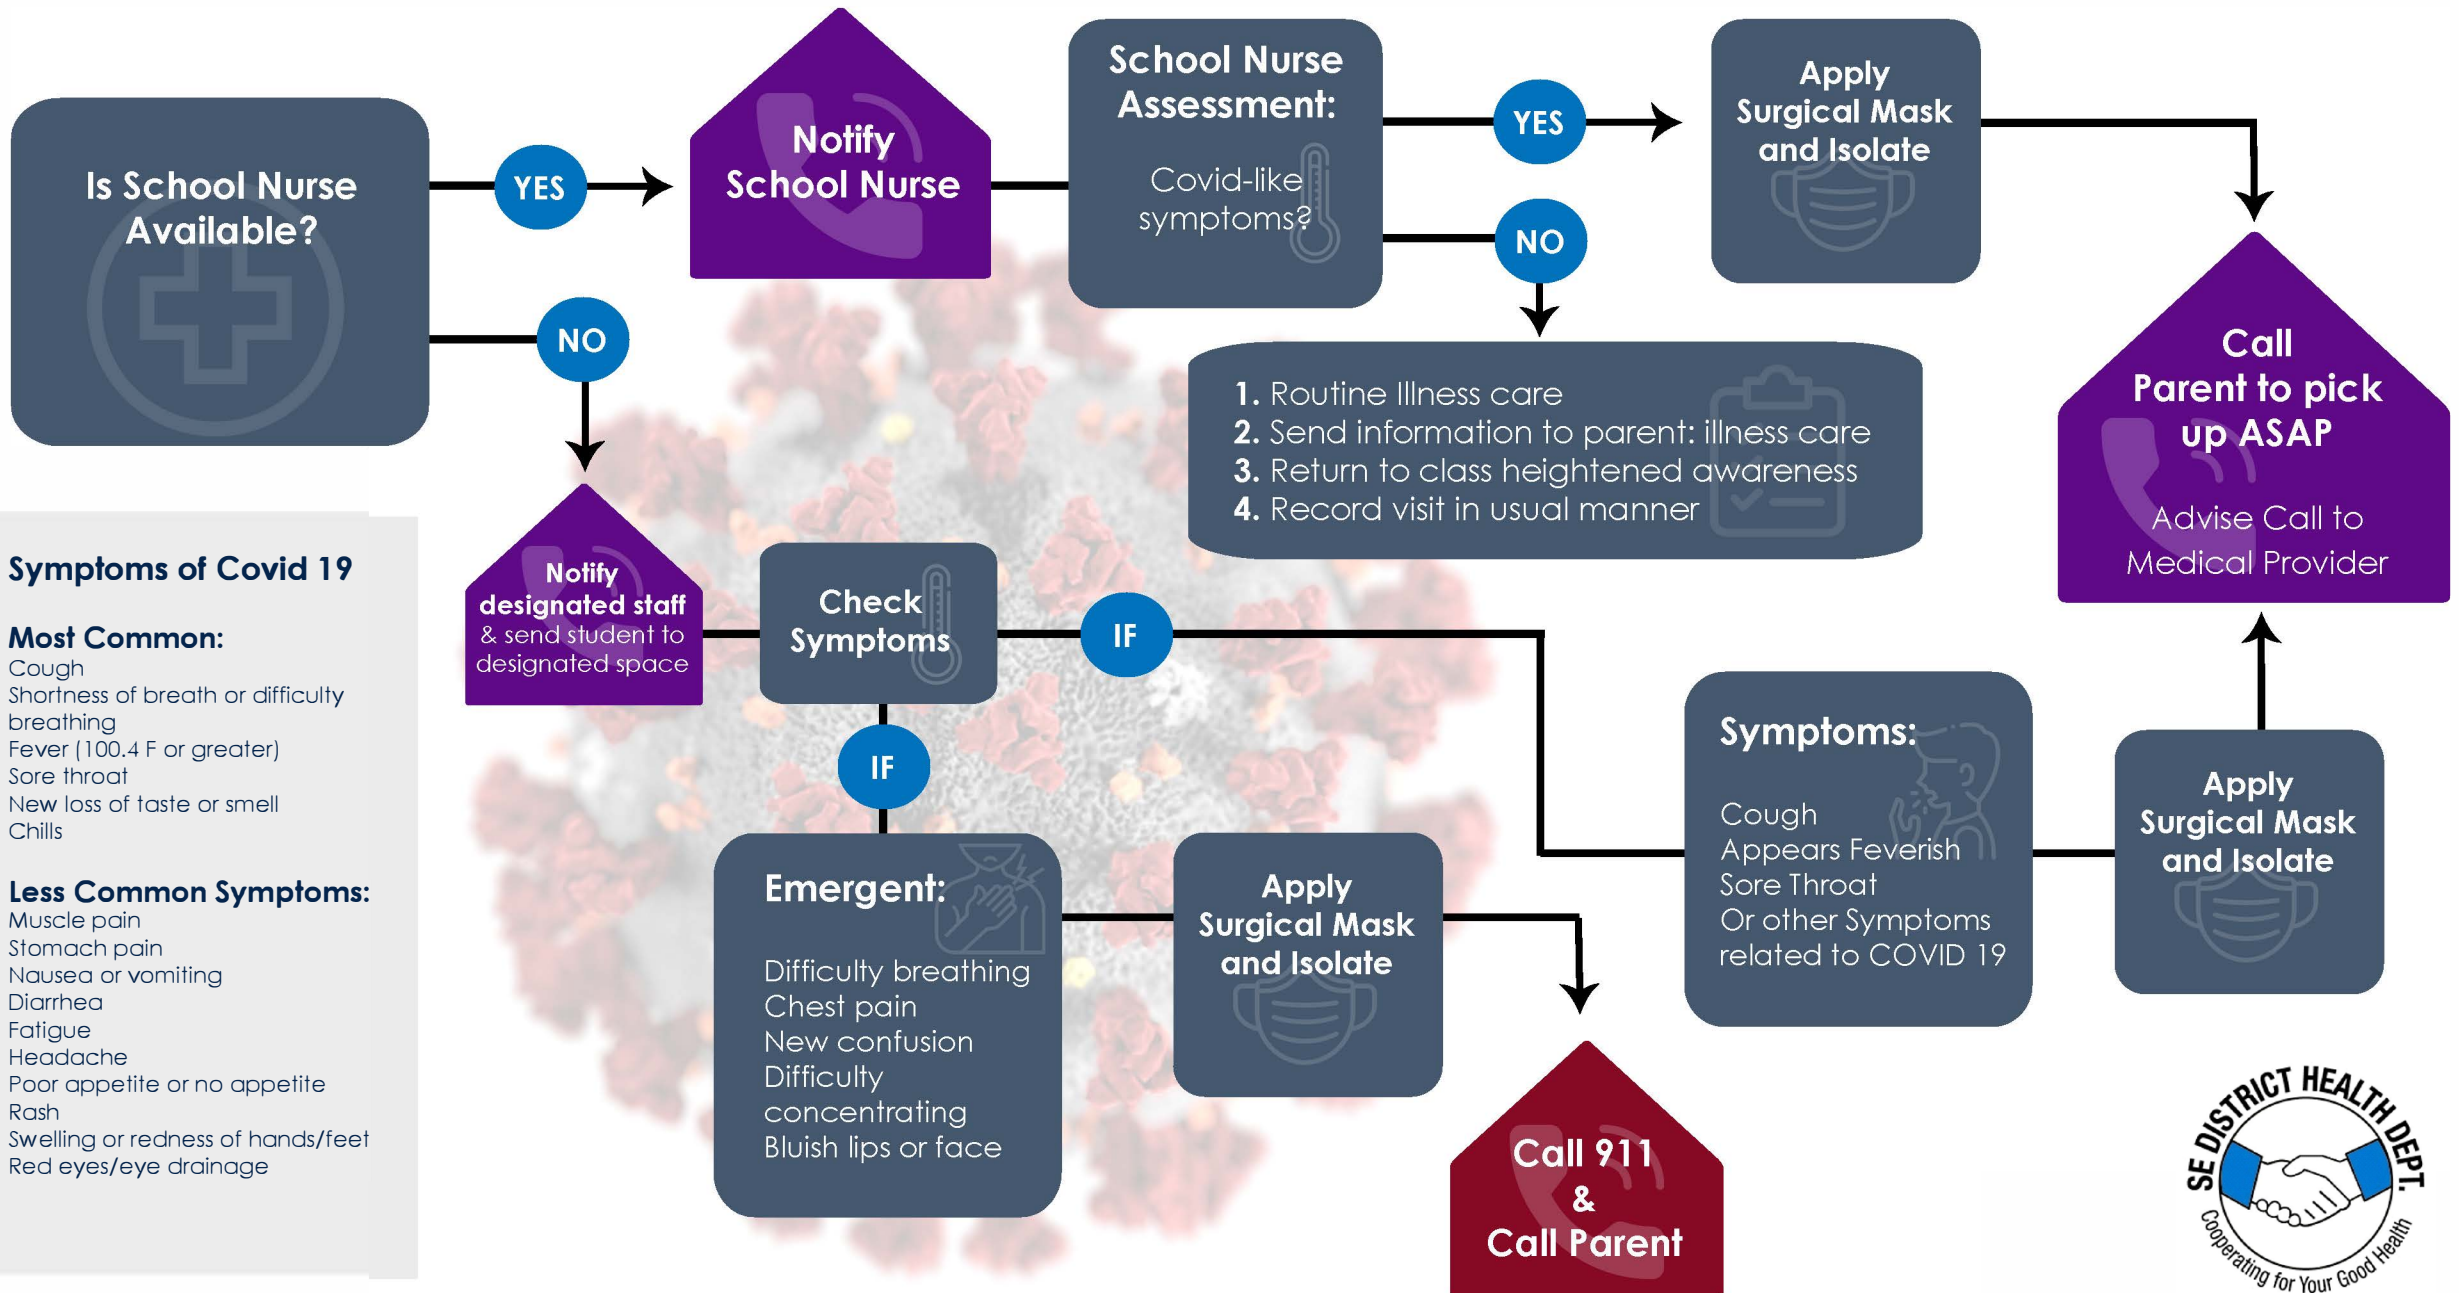 Is School Nurse
Available?
YES
NO
Notify
School Nurse
School Nurse
Assessment:
Covid-like
symptoms?
YES
NO
Apply
Surgical Mask
and Isolate
Call
Parent to pick
up ASAP
Advise Call to
Medical Provider
1. Routine Illness care
2. Send information to parent: illness care
3. Return to class heightened awareness
4. Record visit in usual manner
Notify
designated staff
& send student to
designated space
Check
Symptoms
IF
IF
Emergent:
Difficulty breathing
Chest pain
New confusion
Difficulty
concentrating
Bluish lips or face
Apply
Surgical Mask
and Isolate
Call 911
&
Call Parent
Symptoms:
Cough
Appears Feverish
Sore Throat
Or other Symptoms
related to COVID 19
Apply
Surgical Mask
and Isolate
Symptoms of Covid 19
Most Common:
Cough
Shortness of breath or difficulty
breathing
Fever (100.4 F or greater)
Sore throat
New loss of taste or smell
Chills
Less Common Symptoms:
Muscle pain
Stomach pain
Nausea or vomiting
Diarrhea
Fatigue
Headache
Poor appetite or no appetite
Rash
Swelling or redness of hands/feet
Red eyes/eye drainage
SE DISTRICT HEALTH DEPT.
Cooperating for Your Good Health